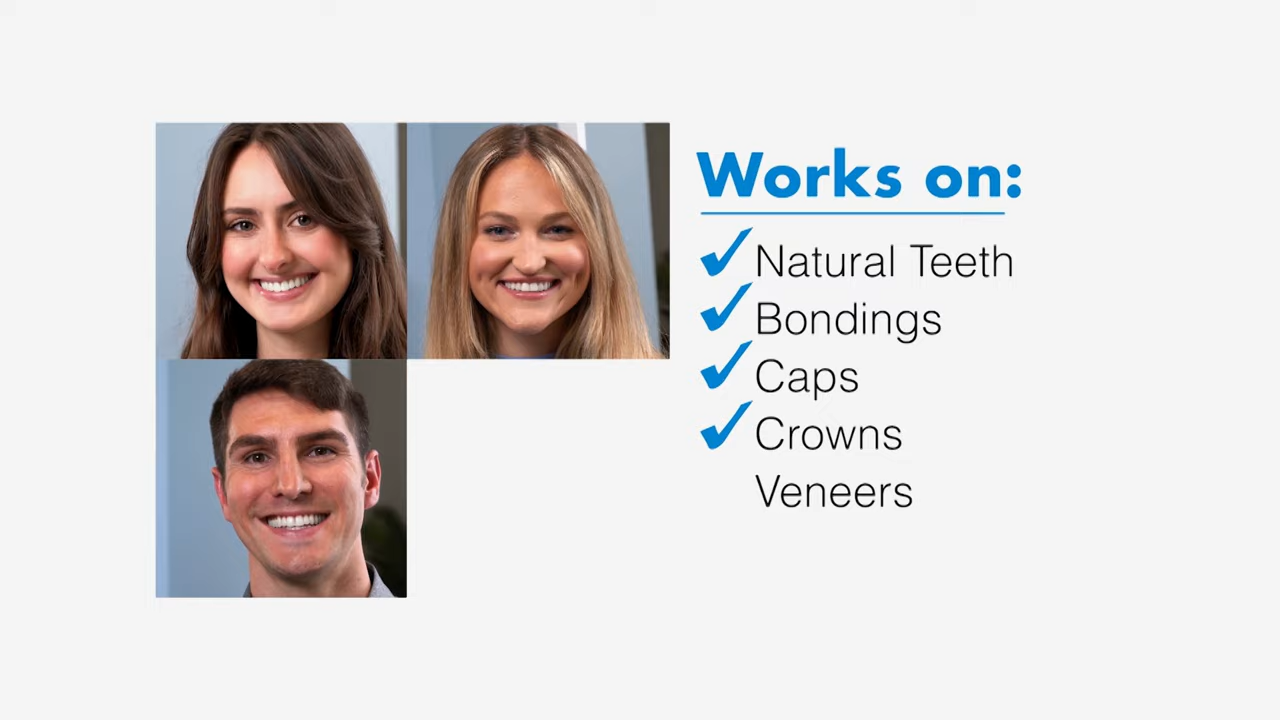 Works on:
✓ Natural Teeth
✓ Bondings
✓ Caps
✓ Crowns
Veneers